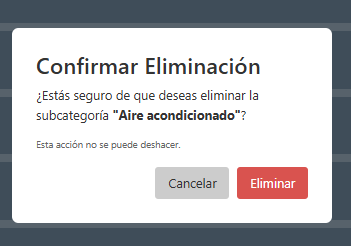 Confirmar Eliminación
¿Estás seguro de que deseas eliminar la
subcategoría "Aire acondicionado"?
Esta acción no se puede deshacer.
Cancelar
Eliminar